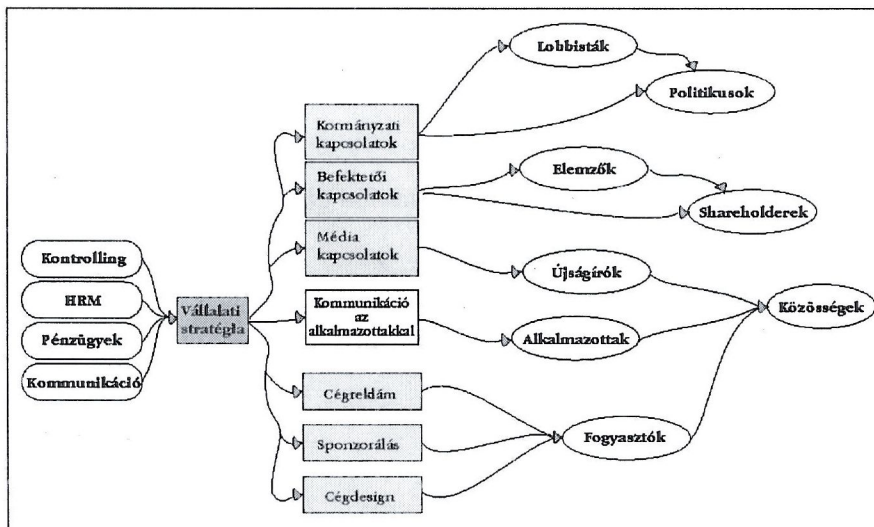 Kontrolling
HRM
Pénzügyek
Kommunikáció
Vállalati
stratégia
Kormányzati
kapcsolatok
Befektetői
kapcsolatok
Média
kapcsolatok
Kommunikáció
az
alkalmazottakkal
Cégreklám
Sponzorálás
Cégdesign
Lobbisták
Politikusok
Elemzők
Shareholderek
Újságírók
Alkalmazottak
Fogyasztók
Közösségek